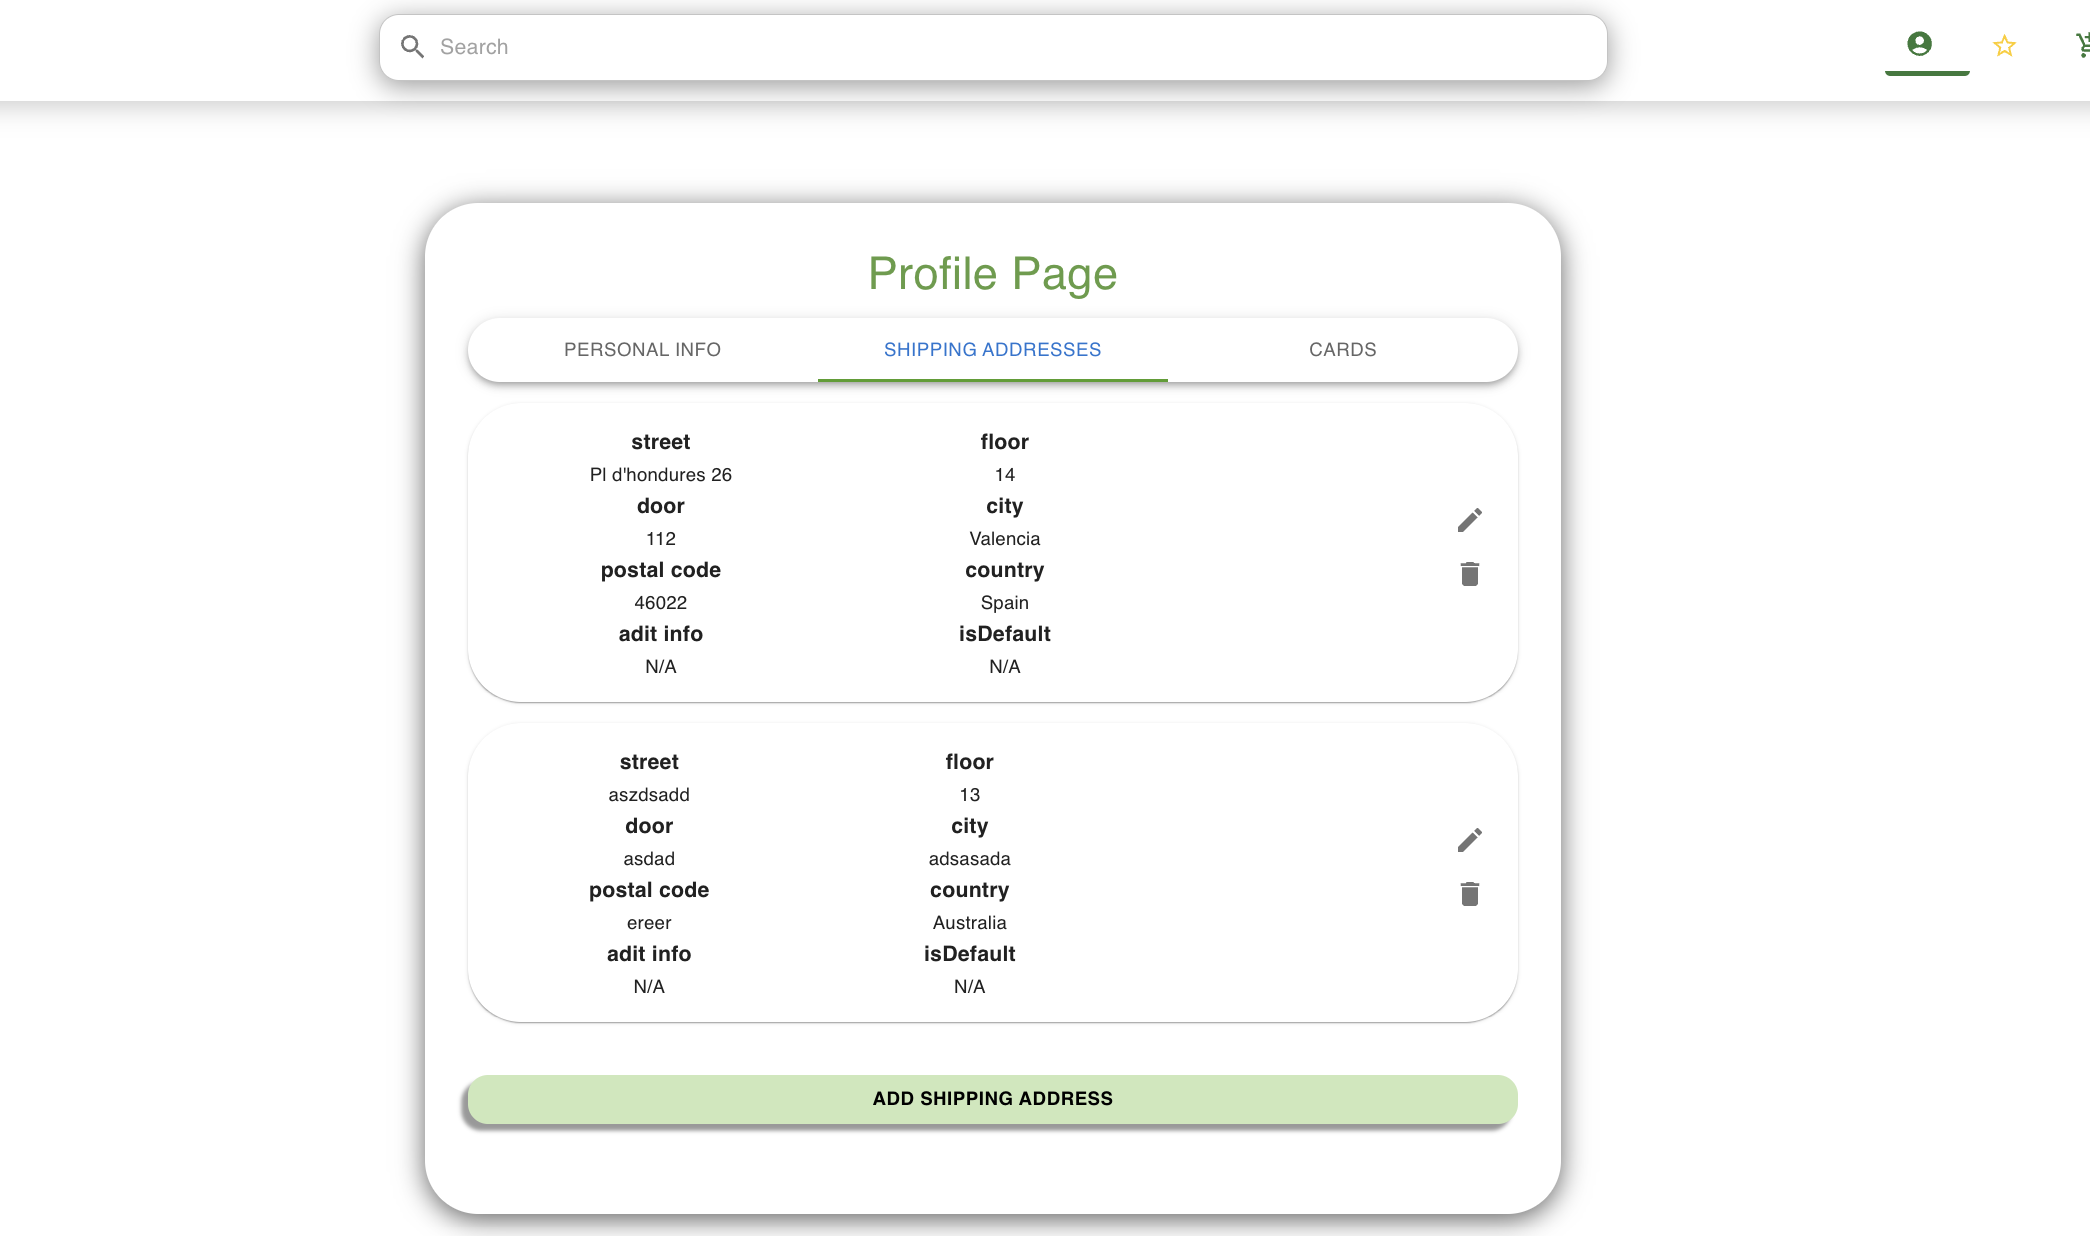 Search
Profile Page
PERSONAL INFO SHIPPING ADDRESSES CARDS
street floor
Pl d'hondures 26 14
door city
112 Valencia
postal code country
46022 Spain
adit info isDefault
N/A N/A
street floor
aszdsadd 13
door city
asdad adsasada
postal code country
ereer Australia
adit info isDefault
N/A N/A
ADD SHIPPING ADDRESS